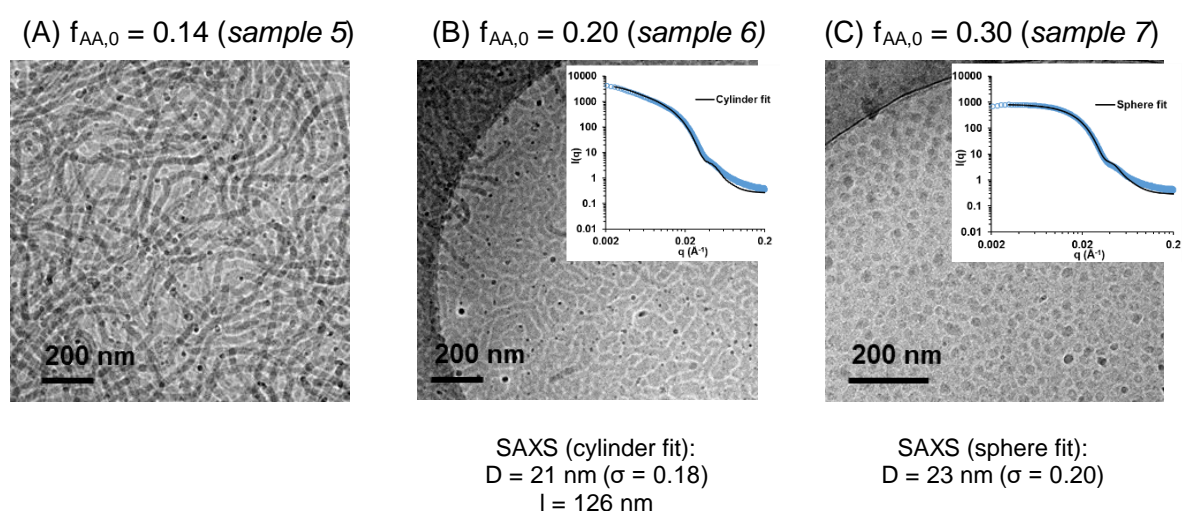 (A) fAA,0 = 0.14 (sample 5)
(B) fAA,0 = 0.20 (sample 6)
(C) fAA,0 = 0.30 (sample 7)
200 nm
10000
1000
100
10
1
0.1
0.01
I(q)
Cylinder fit
0.002
0.02
0.2
q (Å-1)
200 nm
10000
1000
100
10
1
0.1
0.01
I(q)
Sphere fit
0.002
0.02
0.2
q (Å-1)
200 nm
SAXS (cylinder fit):
D = 21 nm (σ = 0.18)
l = 126 nm
SAXS (sphere fit):
D = 23 nm (σ = 0.20)